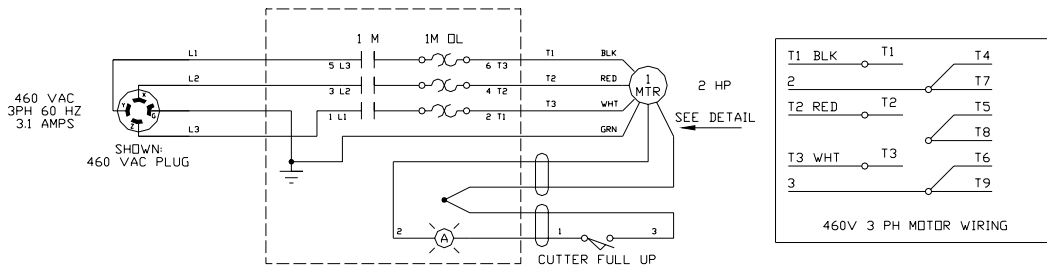 1 M 1M OL
L1 5 L3 6 T3 T1 BLK
L2 3 L2 4 T2 T2 RED
1 L1 2 T1 T3 WHT
L3 GRN
460 VAC
3PH 60 HZ
3.1 AMPS
X
Y
G
Z
SHOWN:
460 VAC PLUG
1
MTR
2 HP
SEE DETAIL
2 A 1 3
CUTTER FULL UP
T1 BLK T1 T4
2 T7
T2 RED T2 T5
T8
T3 WHT T3 T6
3 T9
460V 3 PH MOTOR WIRING